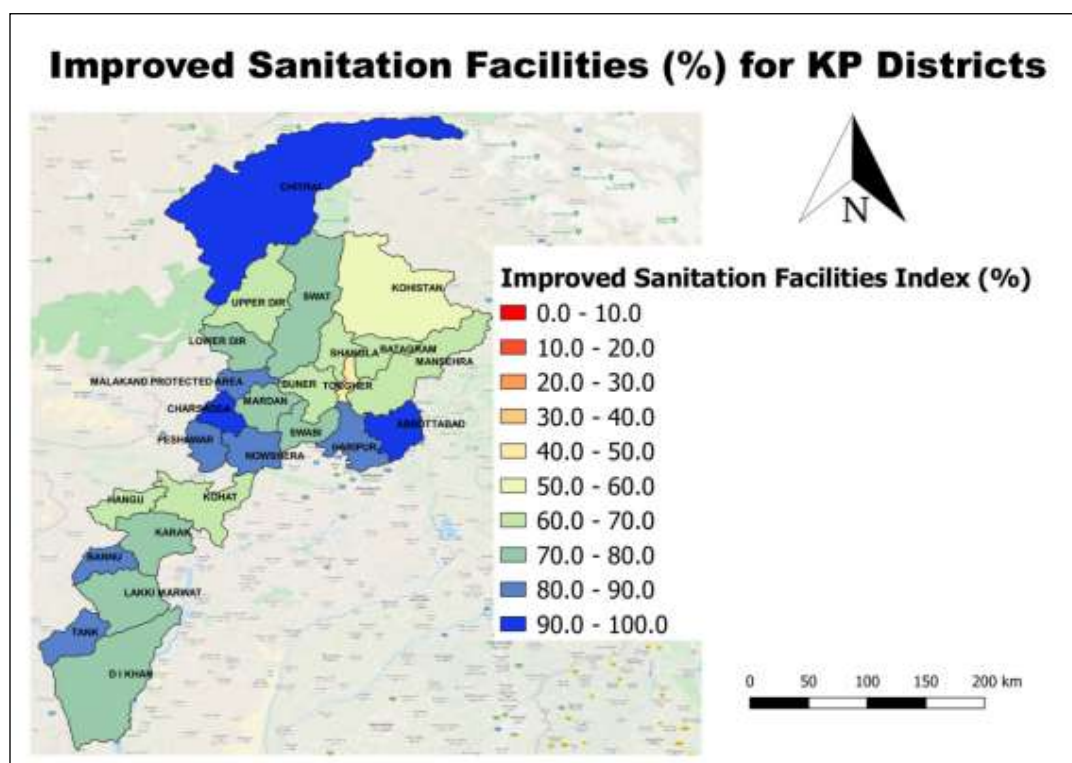 Improved Sanitation Facilities (%) for KP Districts
CHITRAL
N
KOHISTAN
UPPER DIR
SWAT
LOWER DIR
SHANGLA
BATAGRAM
MANSEHRA
MALAKAND PROTECTED AREA
BUNER
TORGHER
MARDAN
CHARSADDA
ABBOTTABAD
SWABI
PESHAWAR
HARIPUR
NOWSHERA
HANGU
KOHAT
KARAK
BANNU
LAKKI MARWAT
TANK
D I KHAN
Improved Sanitation Facilities Index (%)
0.0 - 10.0
10.0 - 20.0
20.0 - 30.0
30.0 - 40.0
40.0 - 50.0
50.0 - 60.0
60.0 - 70.0
70.0 - 80.0
80.0 - 90.0
90.0 - 100.0
0 50 100 150 200 km